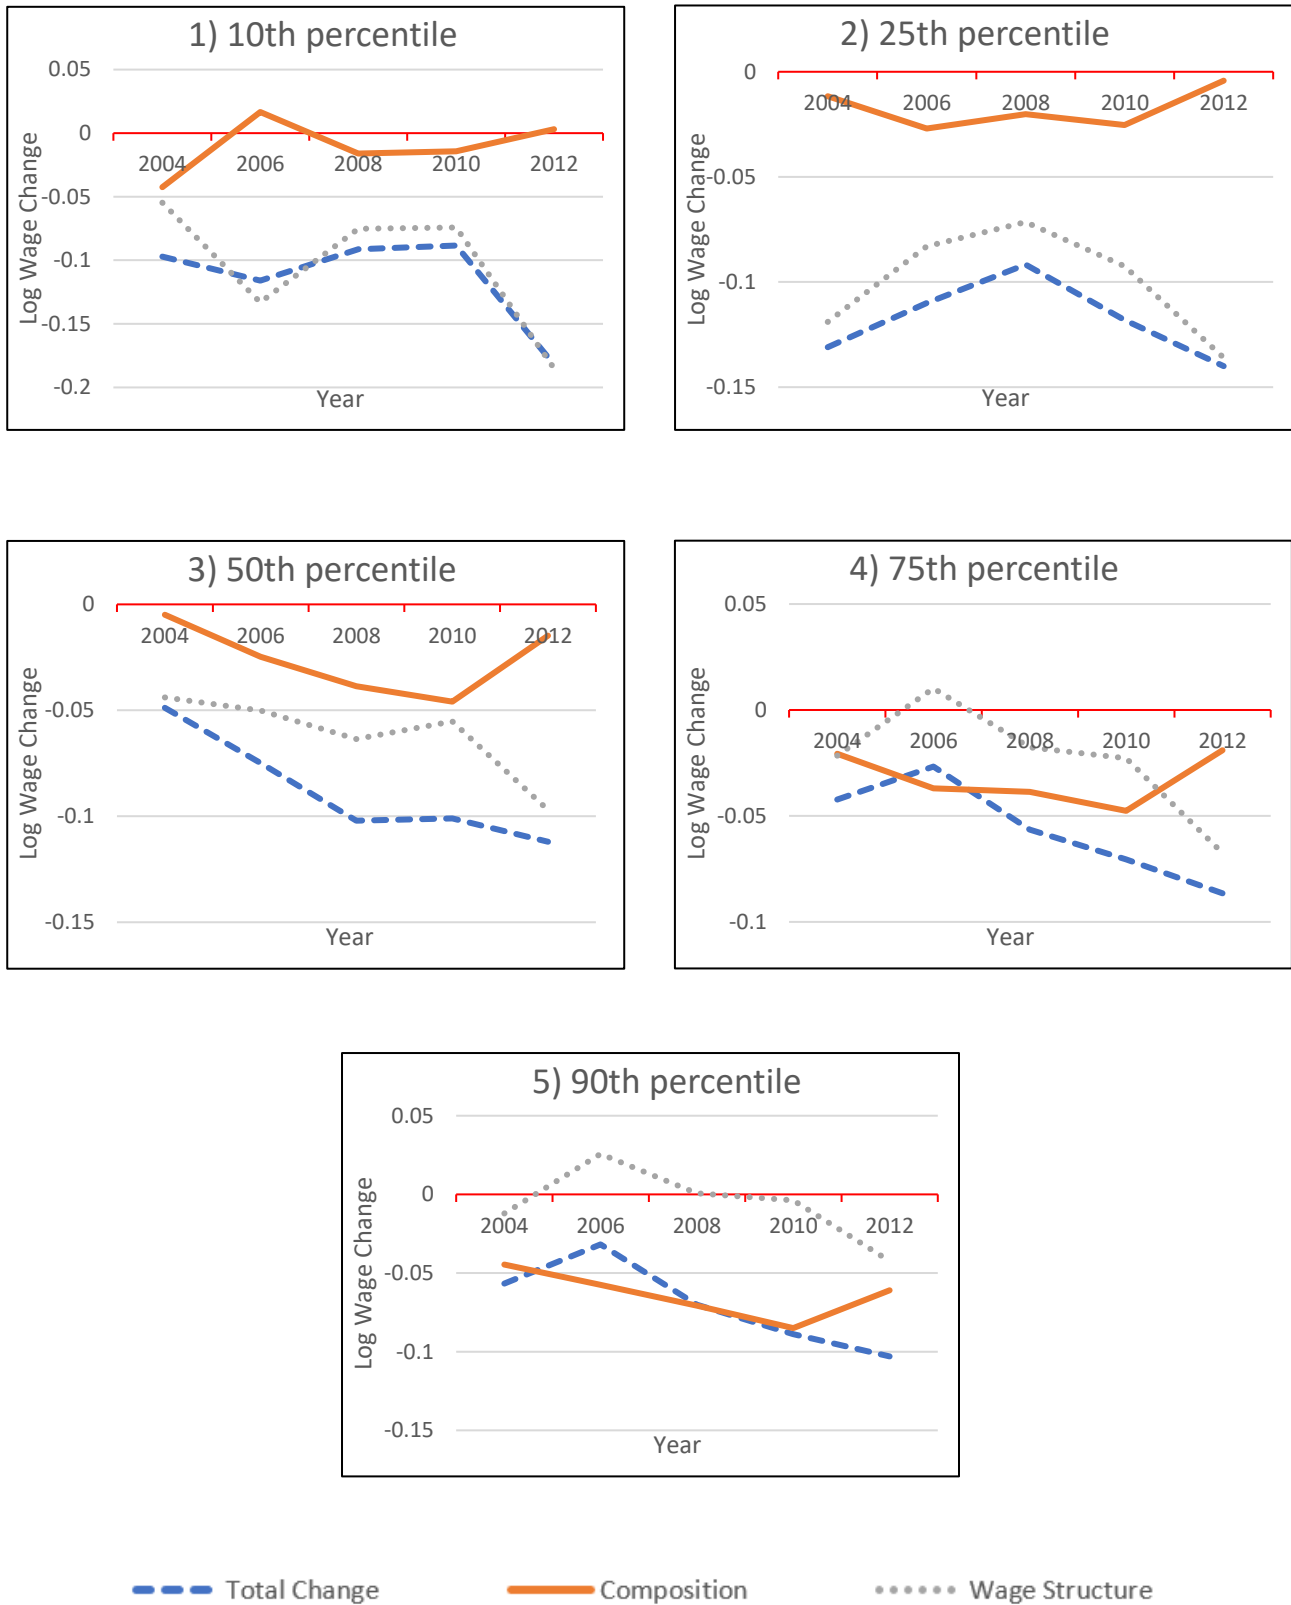 1) 10th percentile
0.05
0
-0.05
-0.1
-0.15
-0.2
2004 2006 2008 2010 2012
Log Wage Change
Year
2) 25th percentile
0
-0.05
-0.1
-0.15
2004 2006 2008 2010 2012
Log Wage Change
Year
3) 50th percentile
0
-0.05
-0.1
-0.15
2004 2006 2008 2010 2012
Log Wage Change
Year
4) 75th percentile
0.05
0
-0.05
-0.1
2004 2006 2008 2010 2012
Log Wage Change
Year
5) 90th percentile
0.05
0
-0.05
-0.1
-0.15
2004 2006 2008 2010 2012
Log Wage Change
Year
Total Change Composition Wage Structure